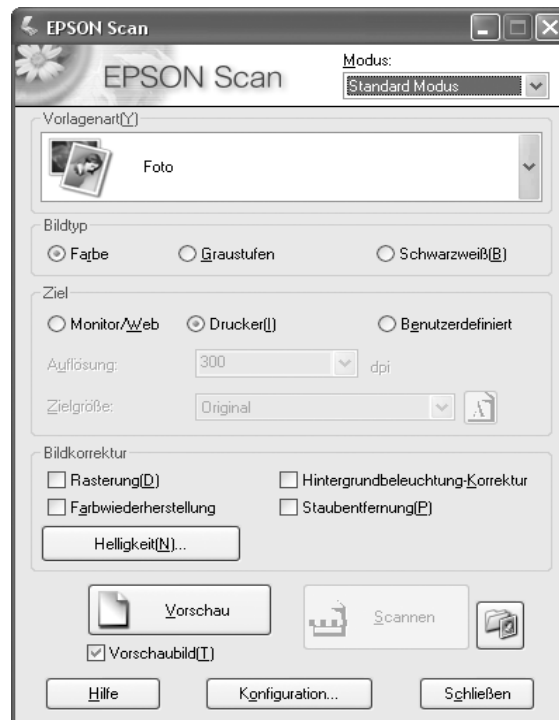 EPSON Scan
EPSON Scan
Modus:
Standard Modus
Vorlagenart(Y)
Foto
Bildtyp
Farbe Graustufen Schwarzweiß(B)
Ziel
Monitor/Web Drucker(I) Benutzerdefiniert
Auflösung: 300 dpi
Zielgröße: Original
Bildkorrektur
Rasterung(D) Hintergrundbeleuchtung-Korrektur
Farbwiederherstellung Staubentfernung(P)
Helligkeit(N)...
Vorschau Scannen
Vorschaubild(T)
Hilfe Konfiguration... Schließen